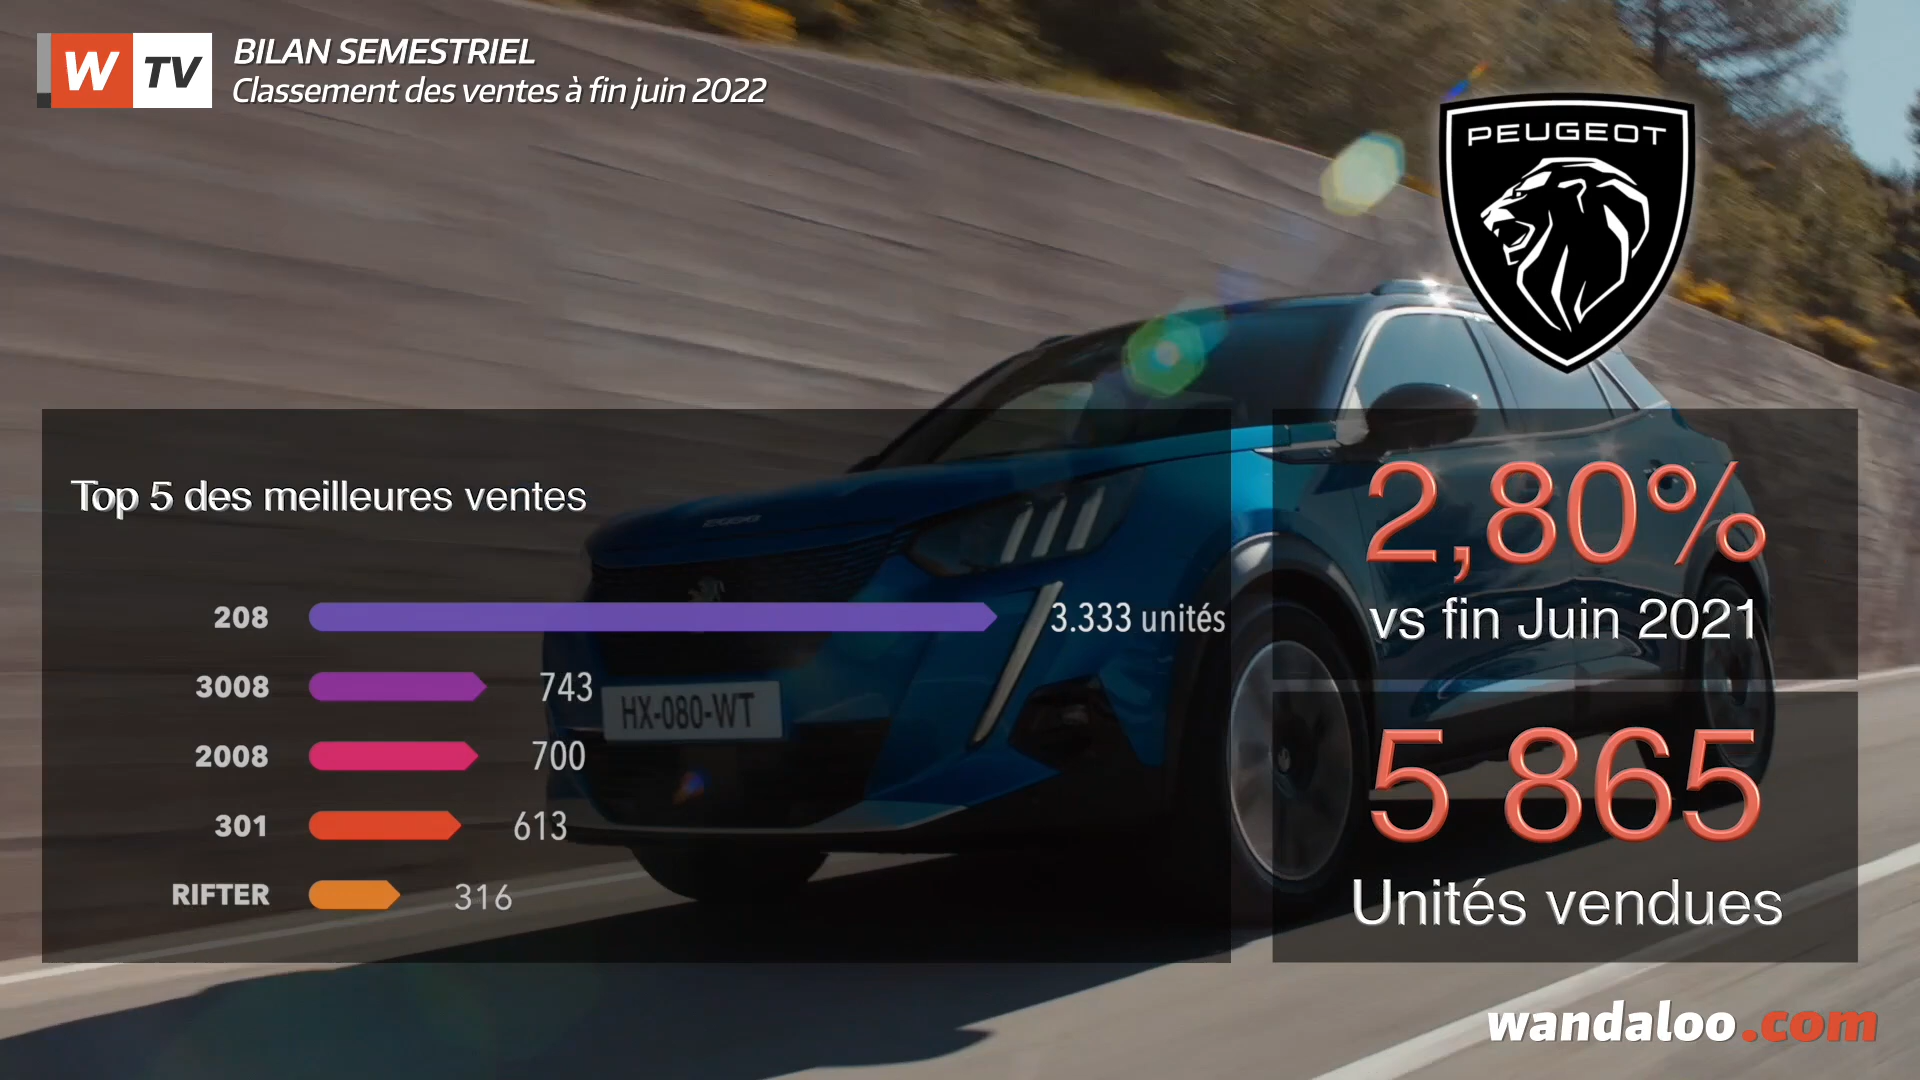 W TV
BILAN SEMESTRIEL
Classement des ventes à fin juin 2022
PEUGEOT
Top 5 des meilleures ventes
208 3.333 unités
3008 743
2008 700
301 613
RIFTER 316
HX-080-WT
2,80%
vs fin Juin 2021
5 865
Unités vendues
wandaloo.com